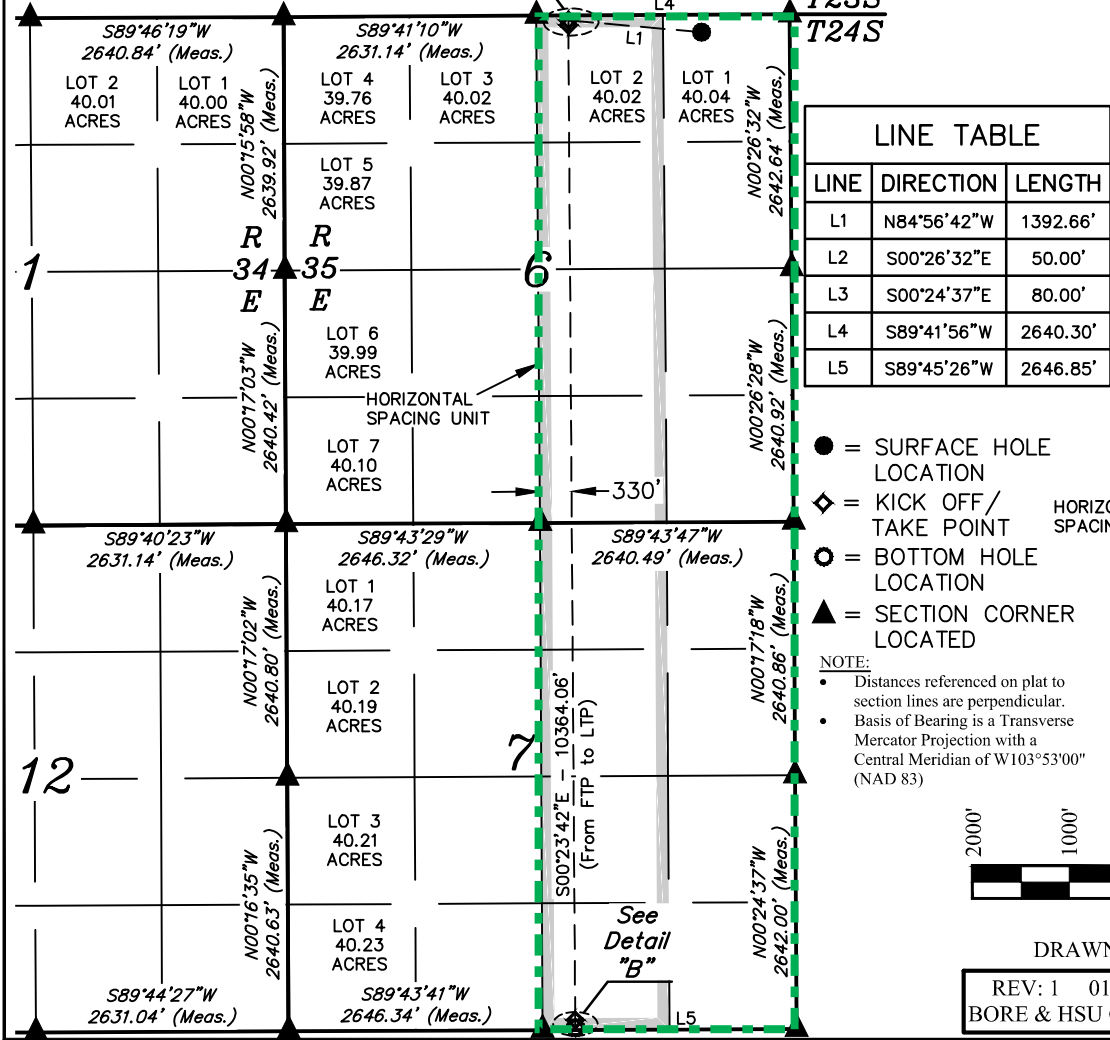 T23S
T24S
L4
L1
S89°46'19"W
2640.84' (Meas.)
S89°41'10"W
2631.14' (Meas.)
LOT 2
40.01
ACRES
LOT 1
40.00
ACRES
N00°15'58"W
2639.92' (Meas.)
LOT 4
39.76
ACRES
LOT 3
40.02
ACRES
LOT 2
40.02
ACRES
LOT 1
40.04
ACRES
N00°26'32"W
2642.64' (Meas.)
LOT 5
39.87
ACRES
1
R
34
E
R
35
E
6
LOT 6
39.99
ACRES
N00°17'03"W
2640.42' (Meas.)
HORIZONTAL
SPACING UNIT
N00°26'28"W
2640.92' (Meas.)
LOT 7
40.10
ACRES
330'
S89°40'23"W
2631.14' (Meas.)
S89°43'29"W
2646.32' (Meas.)
S89°43'47"W
2640.49' (Meas.)
LOT 1
40.17
ACRES
N00°17'02"W
2640.80' (Meas.)
N00°17'18"W
2640.86' (Meas.)
LOT 2
40.19
ACRES
12
7
S00°23'42"E - 10364.06'
(From FTP to LTP)
LOT 3
40.21
ACRES
N00°16'35"W
2640.63' (Meas.)
N00°24'37"W
2642.00' (Meas.)
LOT 4
40.23
ACRES
See
Detail
"B"
S89°44'27"W
2631.04' (Meas.)
S89°43'41"W
2646.34' (Meas.)
L5
LINE TABLE
LINE DIRECTION LENGTH
L1 N84°56'42"W 1392.66'
L2 S00°26'32"E 50.00'
L3 S00°24'37"E 80.00'
L4 S89°41'56"W 2640.30'
L5 S89°45'26"W 2646.85'
= SURFACE HOLE
LOCATION
= KICK OFF/
TAKE POINT
HORIZO
SPACIN
= BOTTOM HOLE
LOCATION
= SECTION CORNER
LOCATED
NOTE:
• Distances referenced on plat to
section lines are perpendicular.
• Basis of Bearing is a Transverse
Mercator Projection with a
Central Meridian of W103°53'00"
(NAD 83)
2000'
1000'
DRAWN
REV: 1 01
BORE & HSU